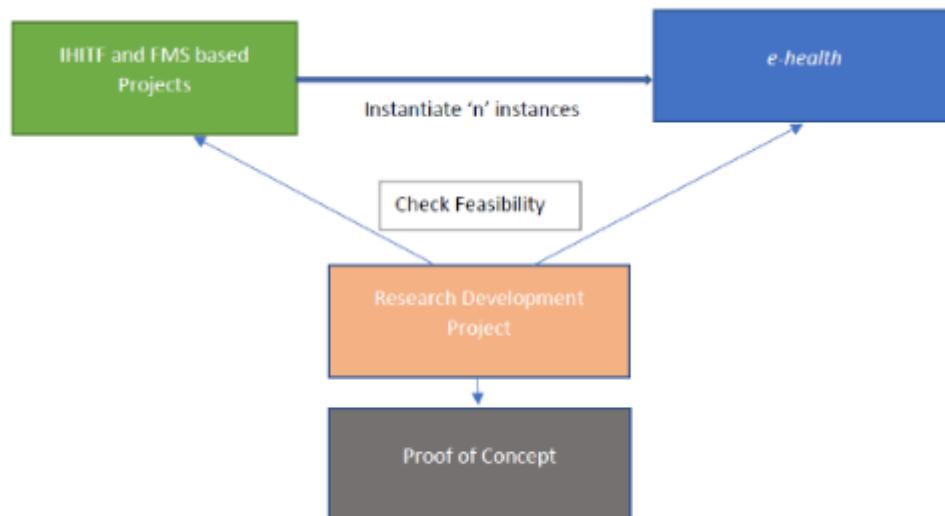 IHITF and FMS based
Projects
e-health
Instantiate ‘n’ instances
Check Feasibility
Research Development
Project
Proof of Concept